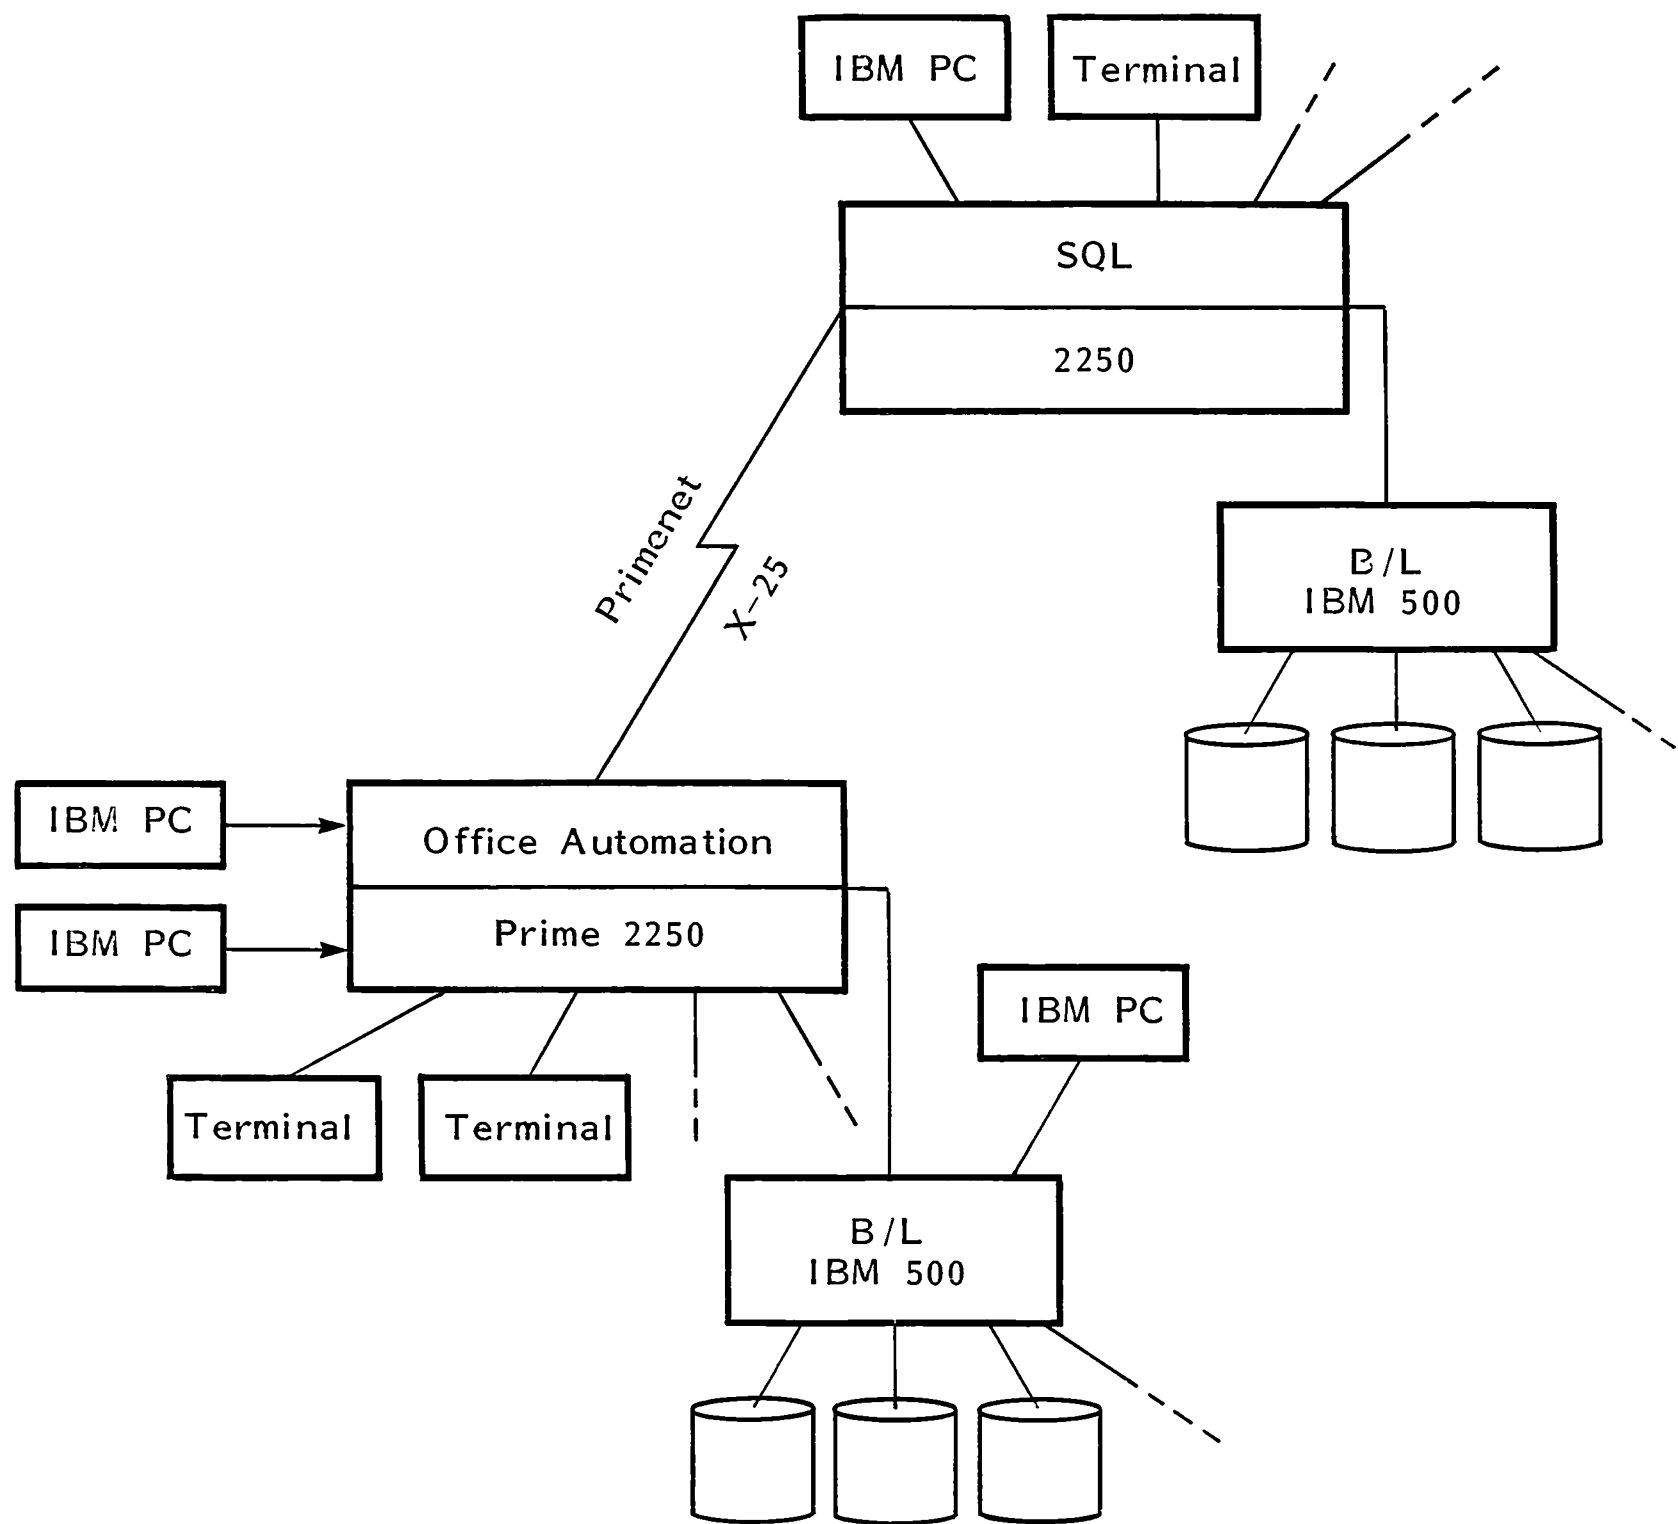 IBM PC
Terminal
SQL
2250
Primenet
X-25
B/L
IBM 500
IBM PC
Office Automation
IBM PC
Prime 2250
IBM PC
Terminal
Terminal
B/L
IBM 500